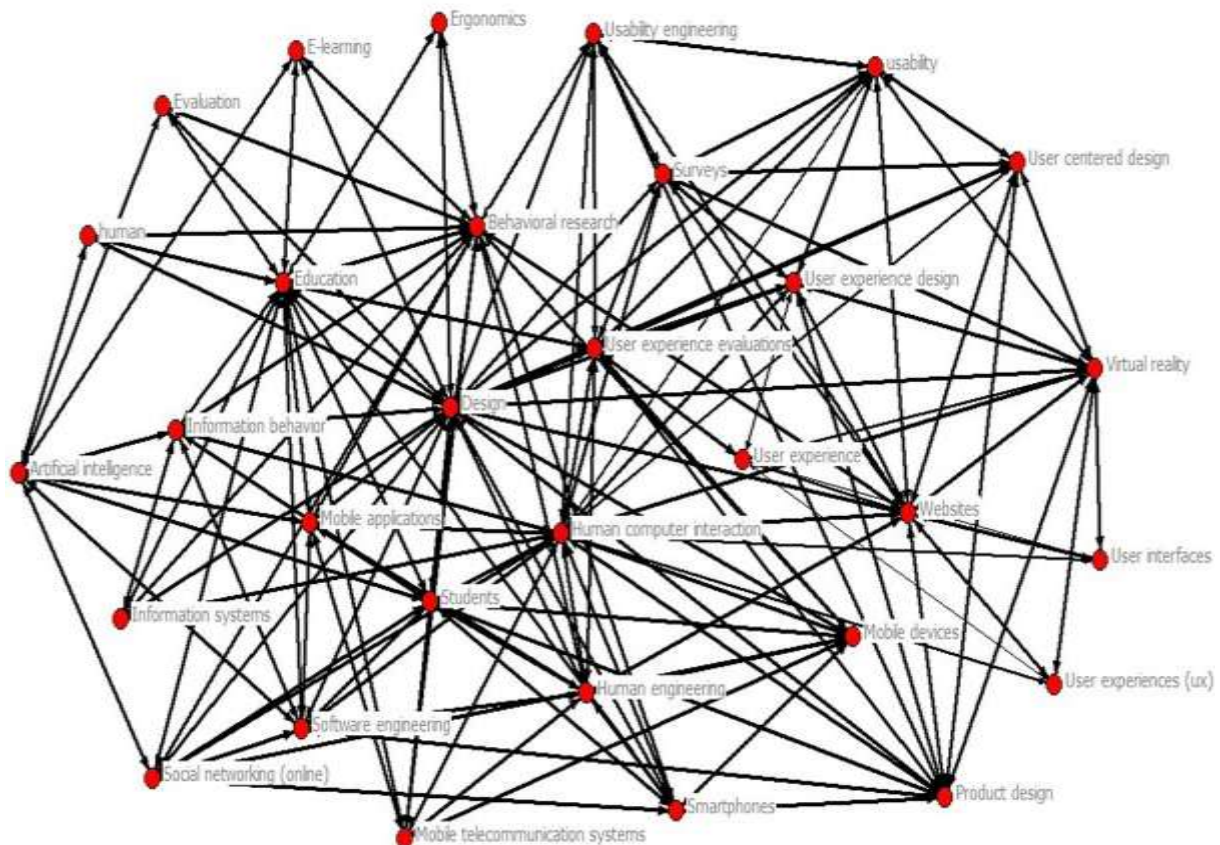 Ergonomics
Usability engineering
E-learning
usability
Evaluation
User centered design
Surveys
Behavioral research
human
Education
User experience design
User experience evaluations
Virtual reality
Design
Information behavior
User experience
Artificial intelligence
Websites
Mobile applications
Human computer interaction
User interfaces
Students
Information systems
Mobile devices
User experiences (ux)
Human engineering
Software engineering
Social networking (online)
Product design
Smartphones
Mobile telecommunication systems